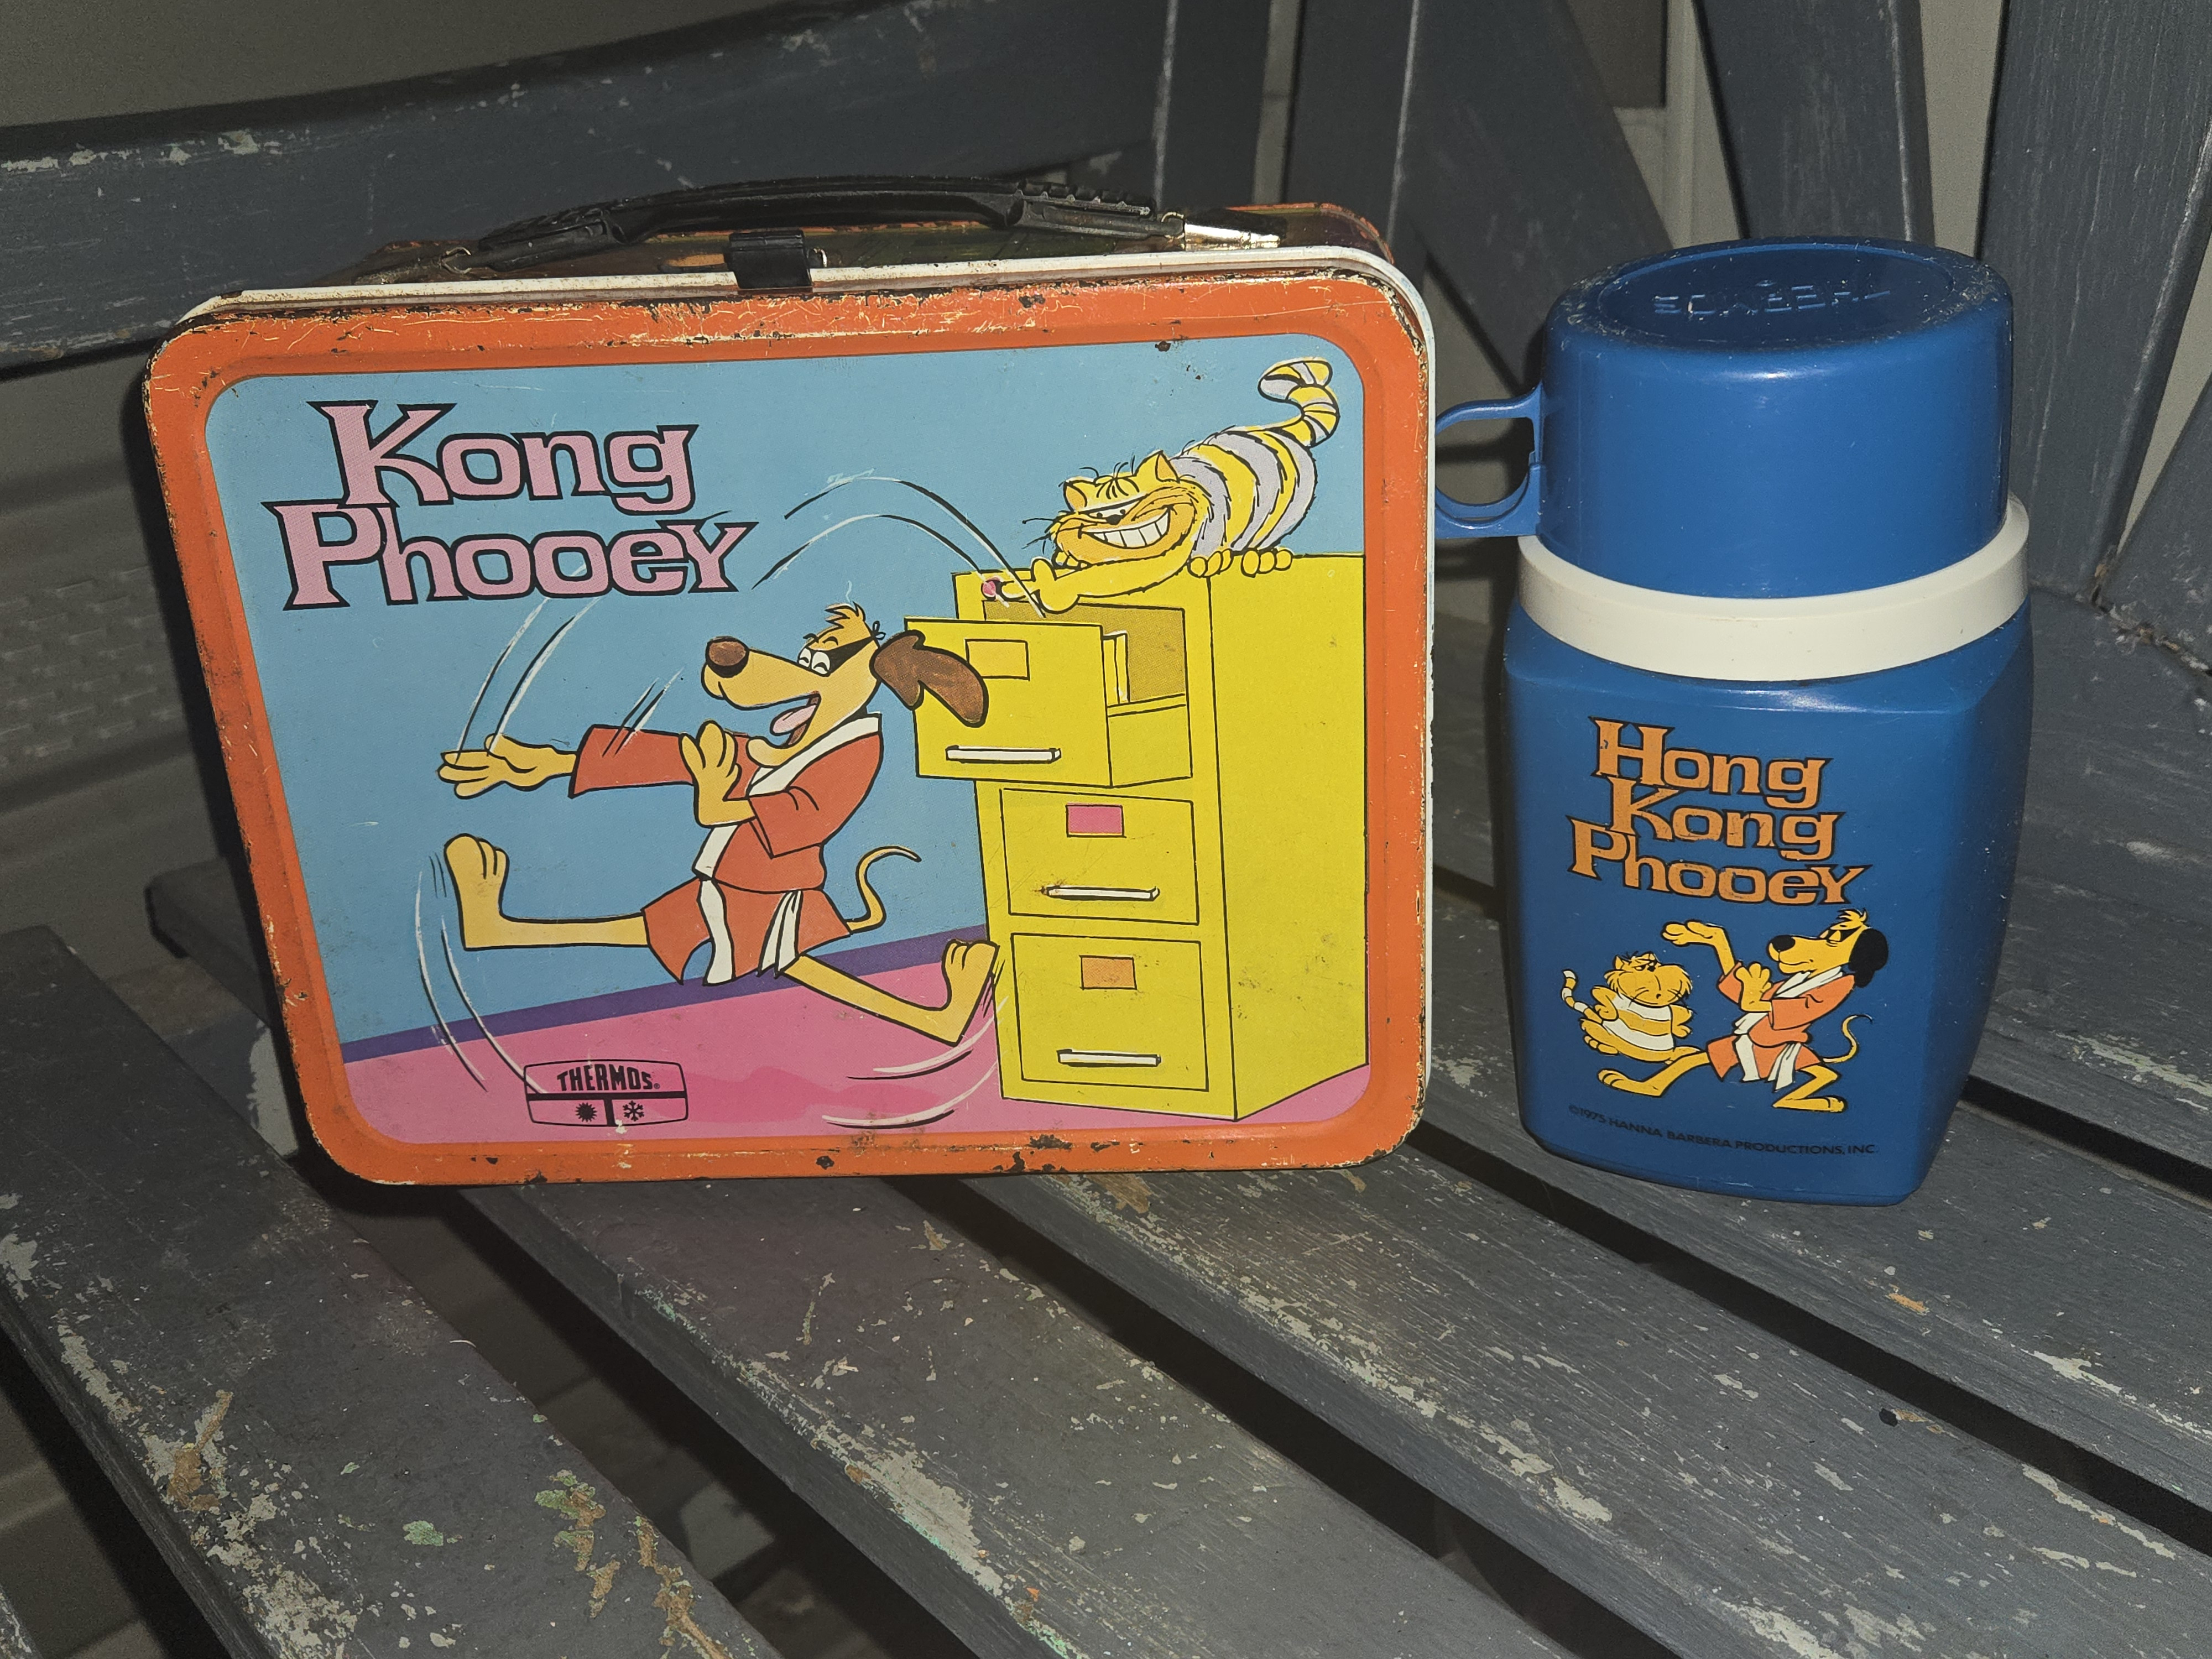 Kong
Phooey
THERMOS®
Hong
Kong
Phooey
©1975 HANNA BARBERA PRODUCTIONS, INC.